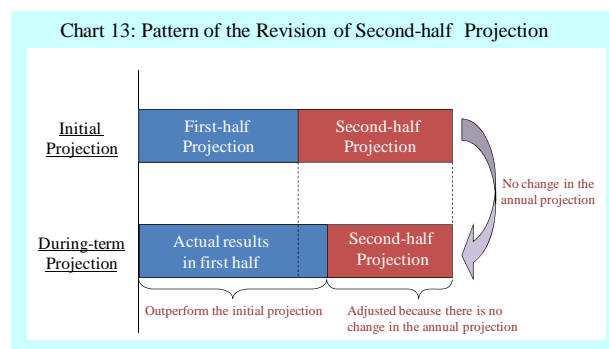 Chart 13: Pattern of the Revision of Second-half Projection
Initial
Projection
First-half
Projection
Second-half
Projection
No change in the
annual projection
During-term
Projection
Actual results
in first half
Second-half
Projection
Outperform the initial projection
Adjusted because there is no
change in the annual projection